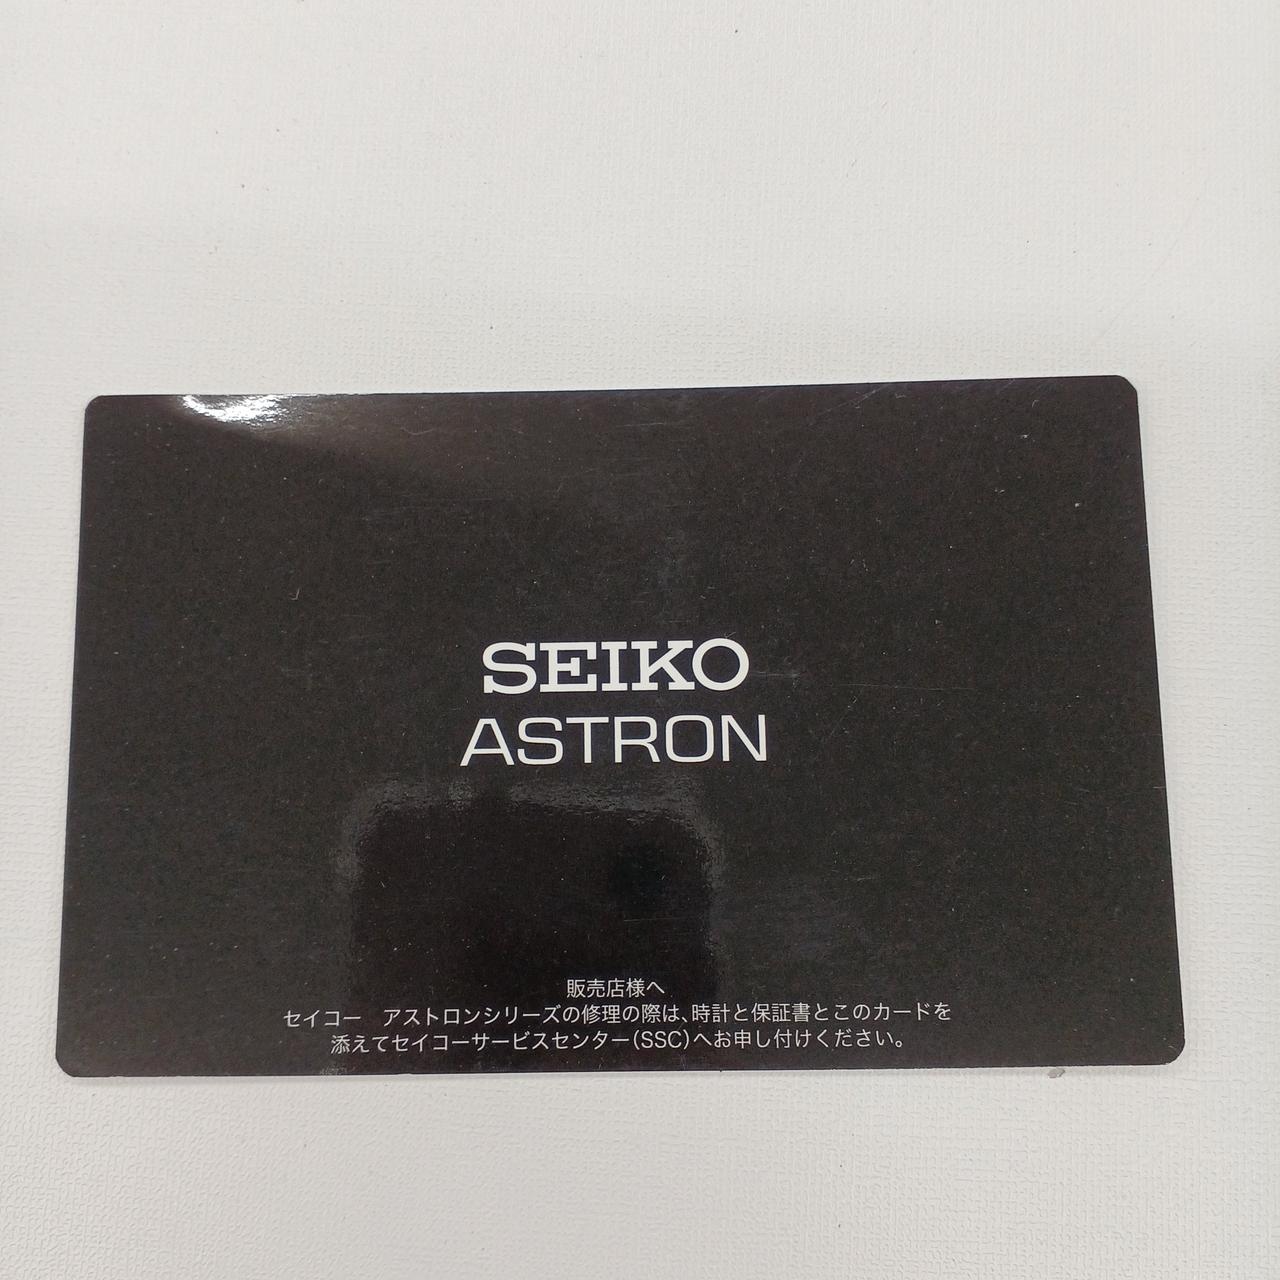 SEIKO
ASTRON
販売店様へ
セイコー　アストロンシリーズの修理の際は、時計と保証書とこのカードを
添えてセイコーサービスセンター（SSC）へお申し付けください。